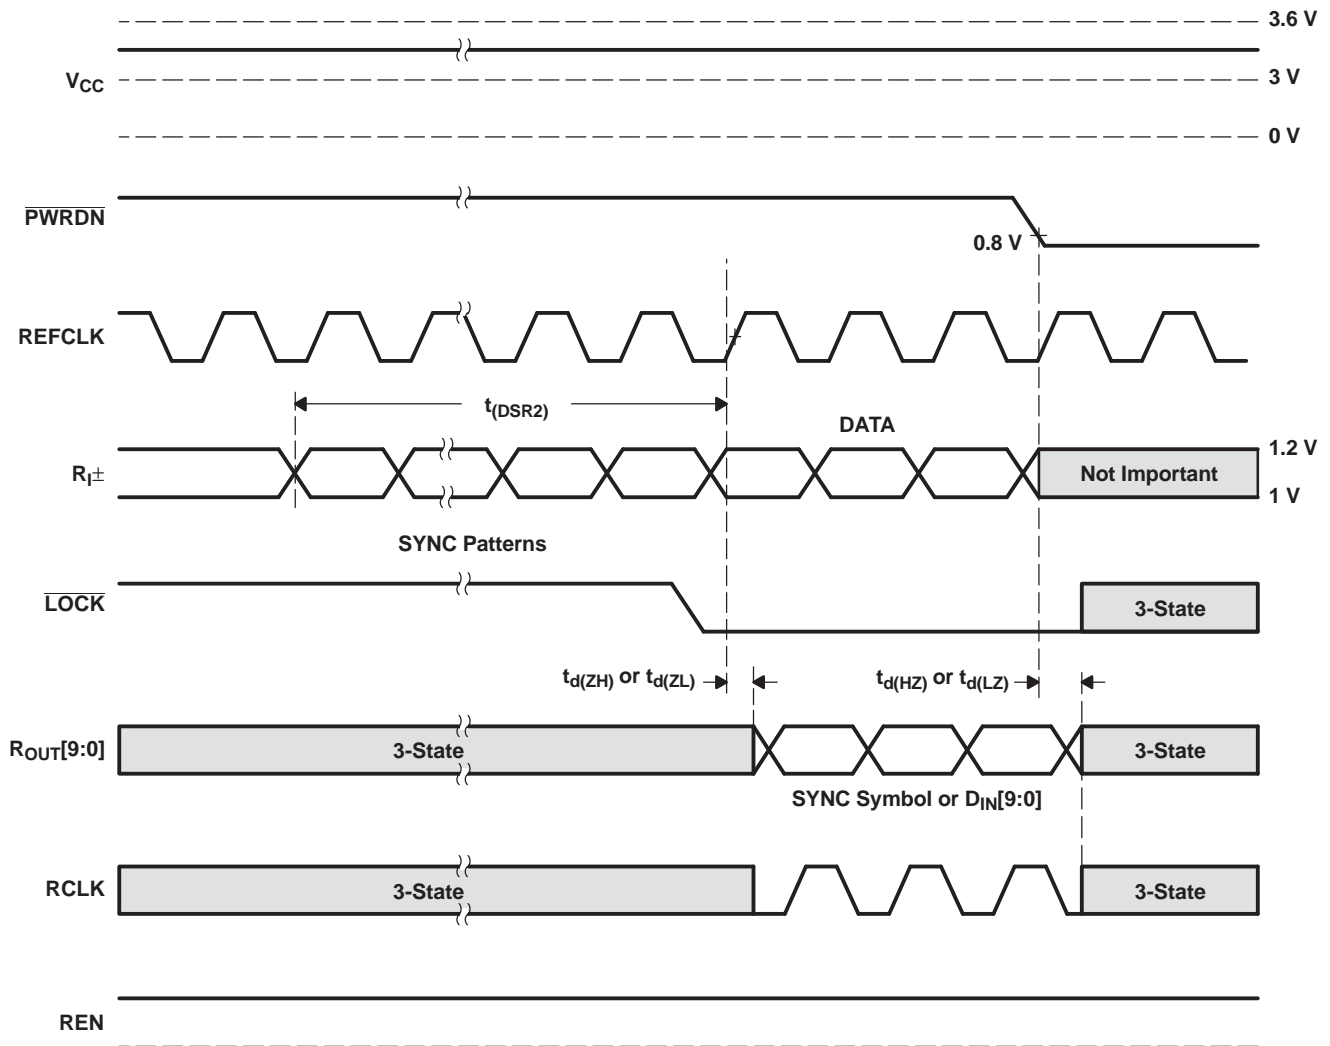 3.6 V
VCC
3 V
0 V
PWRDN
0.8 V
REFCLK
t(DSR2)
DATA
RI±
1.2 V
Not Important
1 V
SYNC Patterns
LOCK
3-State
td(ZH) or td(ZL)
td(HZ) or td(LZ)
ROUT[9:0]
3-State
3-State
SYNC Symbol or DIN[9:0]
RCLK
3-State
3-State
REN